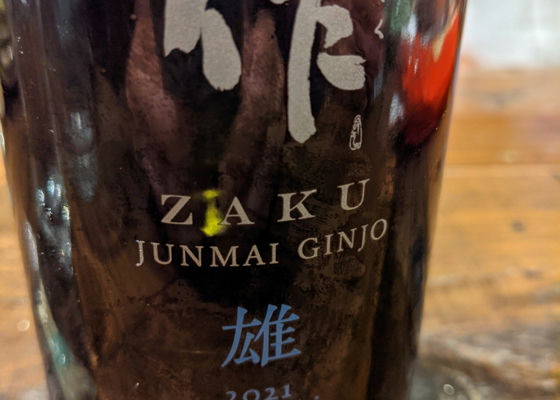 作
ZAKU
JUNMAI GINJO
雄
2021